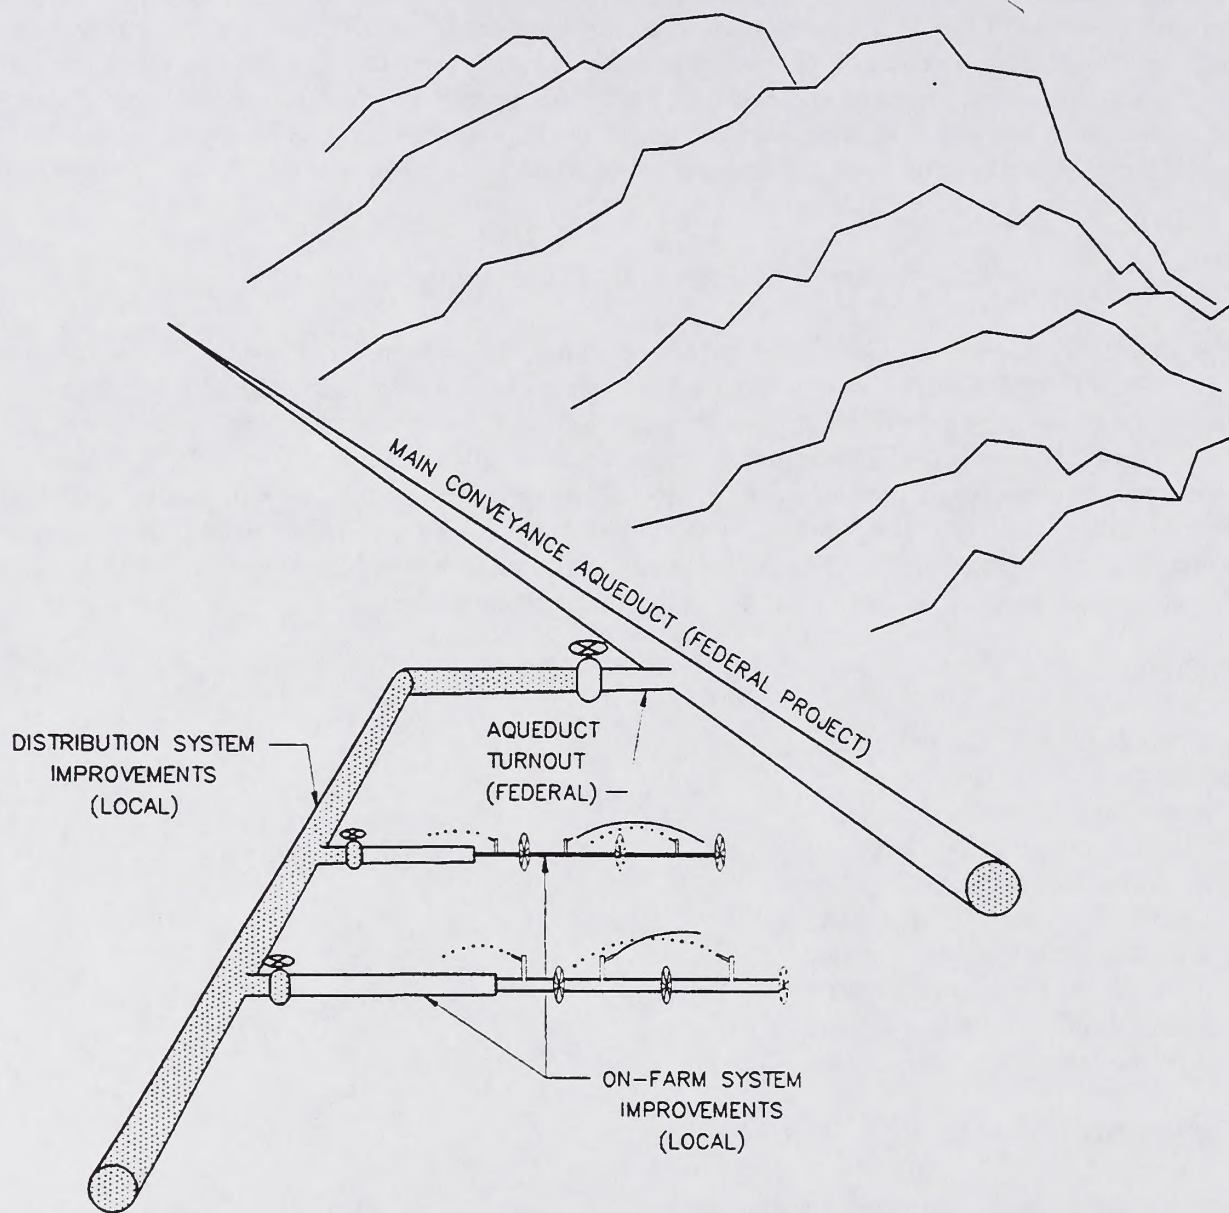 MAIN CONVEYANCE AQUEDUCT (FEDERAL PROJECT)
DISTRIBUTION SYSTEM
IMPROVEMENTS
(LOCAL)
AQUEDUCT
TURNOUT
(FEDERAL)
ON-FARM SYSTEM
IMPROVEMENTS
(LOCAL)